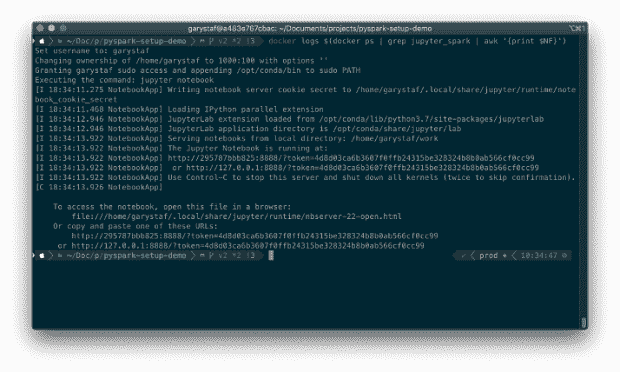 garystaf@a483e767cbac: ~/Documents/projects/pyspark-setup-demo
~/Doc/p/pyspark-setup-demo v2 *2 docker logs $(docker ps | grep jupyter_spark | awk '{print $NF}')
Set username to: garystaf
Changing ownership of /home/garystaf to 1000:100 with options ''
Granting garystaf sudo access and appending /opt/conda/bin to sudo PATH
Executing the command: jupyter notebook
[I 18:34:11.275 NotebookApp] Writing notebook server cookie secret to /home/garystaf/.local/share/jupyter/runtime/note
book_cookie_secret
[I 18:34:11.468 NotebookApp] Loading IPython parallel extension
[I 18:34:12.946 NotebookApp] JupyterLab extension loaded from /opt/conda/lib/python3.7/site-packages/jupyterlab
[I 18:34:12.946 NotebookApp] JupyterLab application directory is /opt/conda/share/jupyter/lab
[I 18:34:13.922 NotebookApp] Serving notebooks from local directory: /home/garystaf/work
[I 18:34:13.922 NotebookApp] The Jupyter Notebook is running at:
[I 18:34:13.922 NotebookApp] http://295787bbb825:8888/?token=4d8d03ca6b3607f0ffb24315be328324b8b0ab566cf0cc99
[I 18:34:13.922 NotebookApp] or http://127.0.0.1:8888/?token=4d8d03ca6b3607f0ffb24315be328324b8b0ab566cf0cc99
[I 18:34:13.922 NotebookApp] Use Control-C to stop this server and shut down all kernels (twice to skip confirmation).
[C 18:34:13.926 NotebookApp]
To access the notebook, open this file in a browser:
file:///home/garystaf/.local/share/jupyter/runtime/nbserver-22-open.html
Or copy and paste one of these URLs:
http://295787bbb825:8888/?token=4d8d03ca6b3607f0ffb24315be328324b8b0ab566cf0cc99
or http://127.0.0.1:8888/?token=4d8d03ca6b3607f0ffb24315be328324b8b0ab566cf0cc99
~/Doc/p/pyspark-setup-demo v2 *2 prod 10:34:47